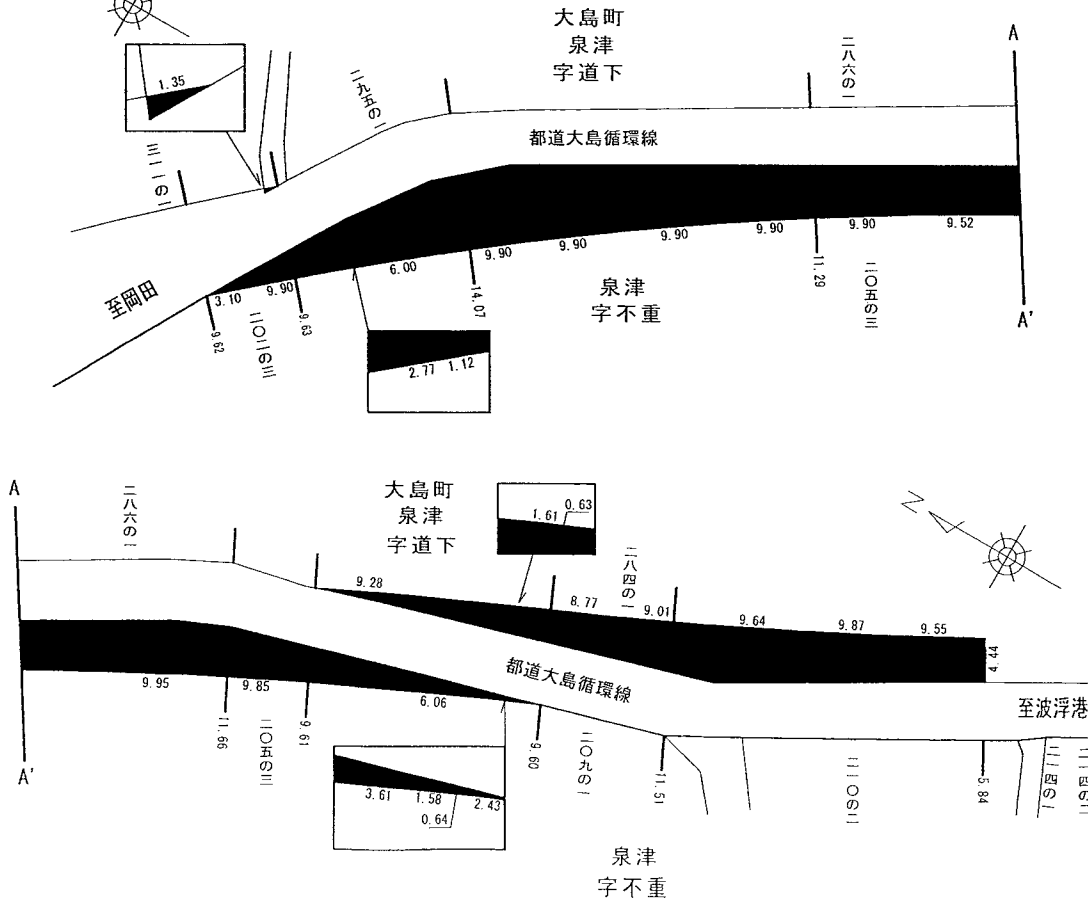 大島町
泉津
字道下
A
1.35
二九五の一
二八六の一
都道大島循環線
三一一の一
至岡田
3.10
9.90
6.00
9.90
9.90
9.90
9.90
9.90
9.52
9.62
9.63
14.07
11.29
二〇五の三
泉津
字不重
A'
2.77
1.12
A
二八六の一
大島町
泉津
字道下
1.61
0.63
二八四の一
9.28
8.77
9.01
9.64
9.87
9.55
4.44
都道大島循環線
至波浮港
9.95
9.85
6.06
11.66
二〇五の三
9.61
9.60
二〇九の一
11.51
二一〇の二
5.84
二一四の一
二一四の二
A'
3.61
1.58
2.43
0.64
泉津
字不重